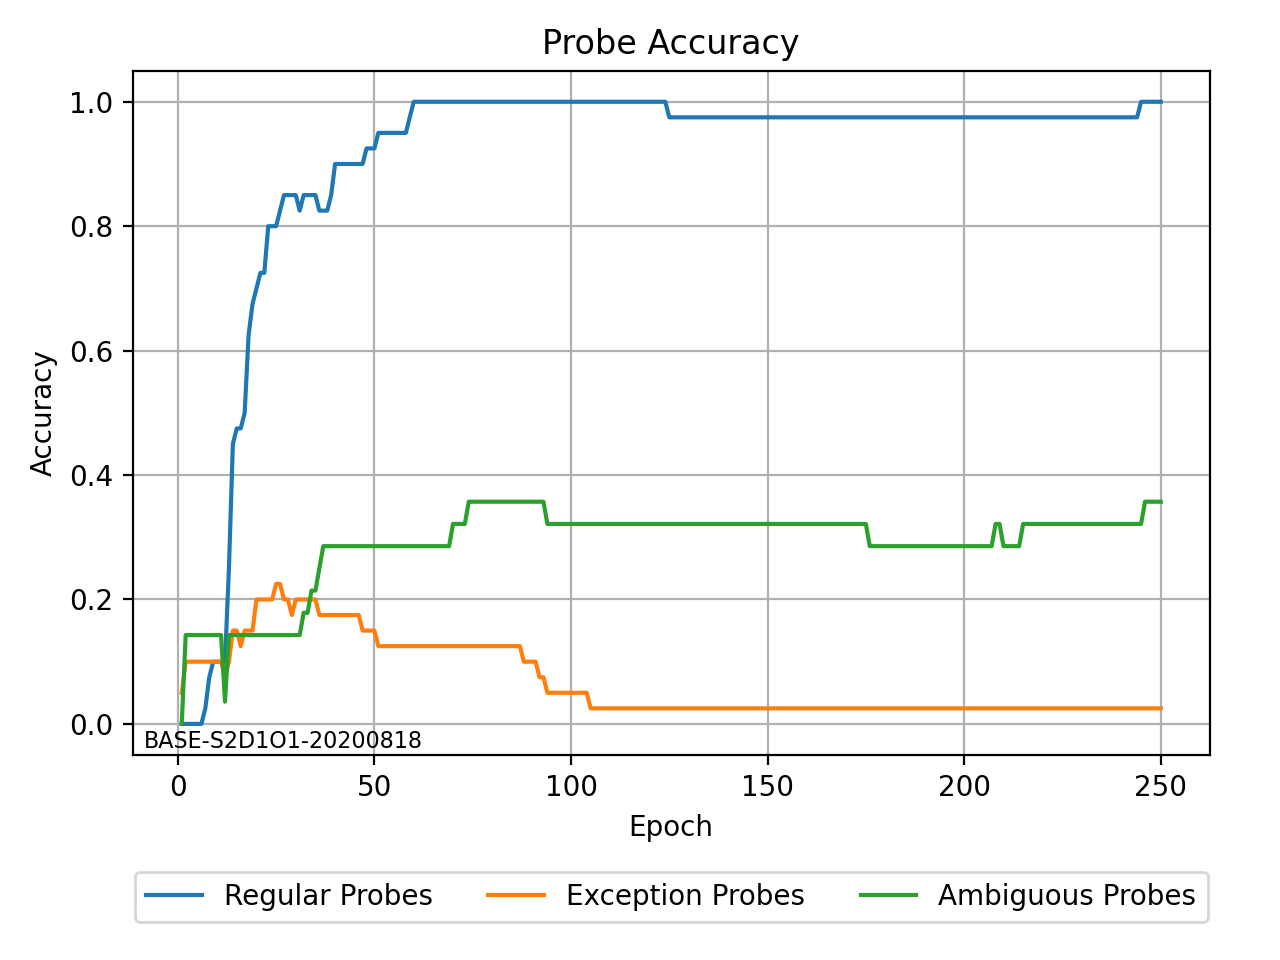 Probe Accuracy
1.0
0.8
0.6
0.4
0.2
0.0
Accuracy
BASE-S2D1O1-20200818
0 50 100 150 200 250
Epoch
Regular Probes Exception Probes Ambiguous Probes